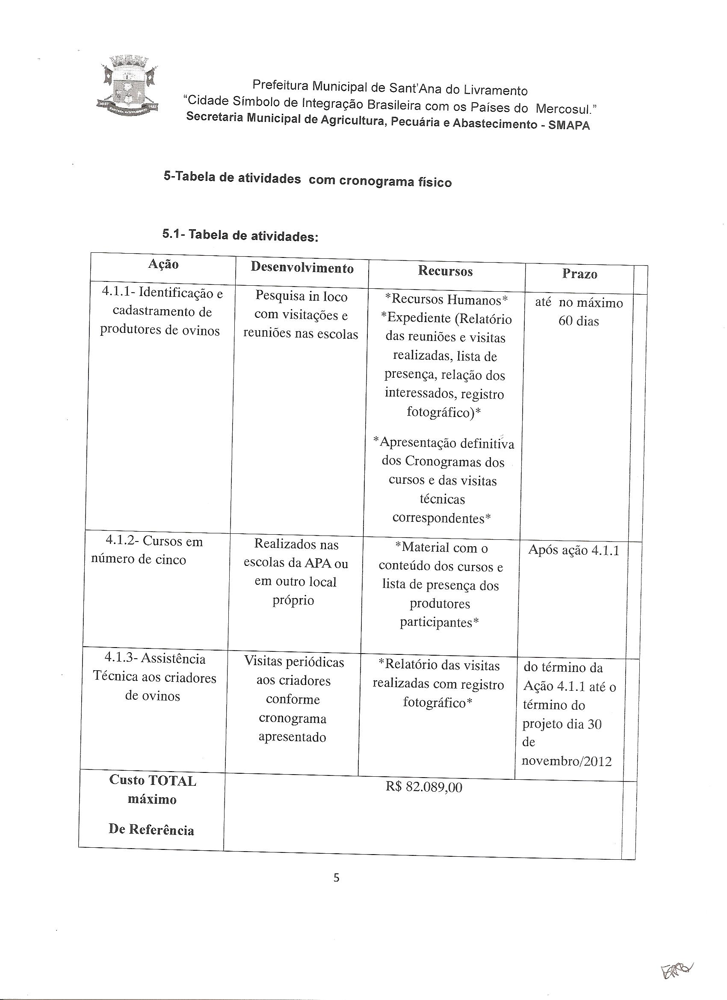 Prefeitura Municipal de Sant'Ana do Livramento
"Cidade Símbolo de Integração Brasileira com os Países do Mercosul."
Secretaria Municipal de Agricultura, Pecuária e Abastecimento - SMAPA
5-Tabela de atividades com cronograma físico
5.1- Tabela de atividades:
Ação
Desenvolvimento
Recursos
Prazo
4.1.1- Identificação e
cadastramento de
produtores de ovinos
Pesquisa in loco
com visitações e
reuniões nas escolas
*Recursos Humanos*
*Expediente (Relatório
das reuniões e visitas
realizadas, lista de
presença, relação dos
interessados, registro
fotográfico)*
*Apresentação definitiva
dos Cronogramas dos
cursos e das visitas
técnicas
correspondentes*
até no máximo
60 dias
4.1.2- Cursos em
número de cinco
Realizados nas
escolas da APA ou
em outro local
próprio
*Material com o
conteúdo dos cursos e
lista de presença dos
produtores
participantes*
Após ação 4.1.1
4.1.3- Assistência
Técnica aos criadores
de ovinos
Visitas periódicas
aos criadores
conforme
cronograma
apresentado
*Relatório das visitas
realizadas com registro
fotográfico*
do término da
Ação 4.1.1 até o
término do
projeto dia 30
de
novembro/2012
Custo TOTAL
máximo
De Referência
R$ 82.089,00
5